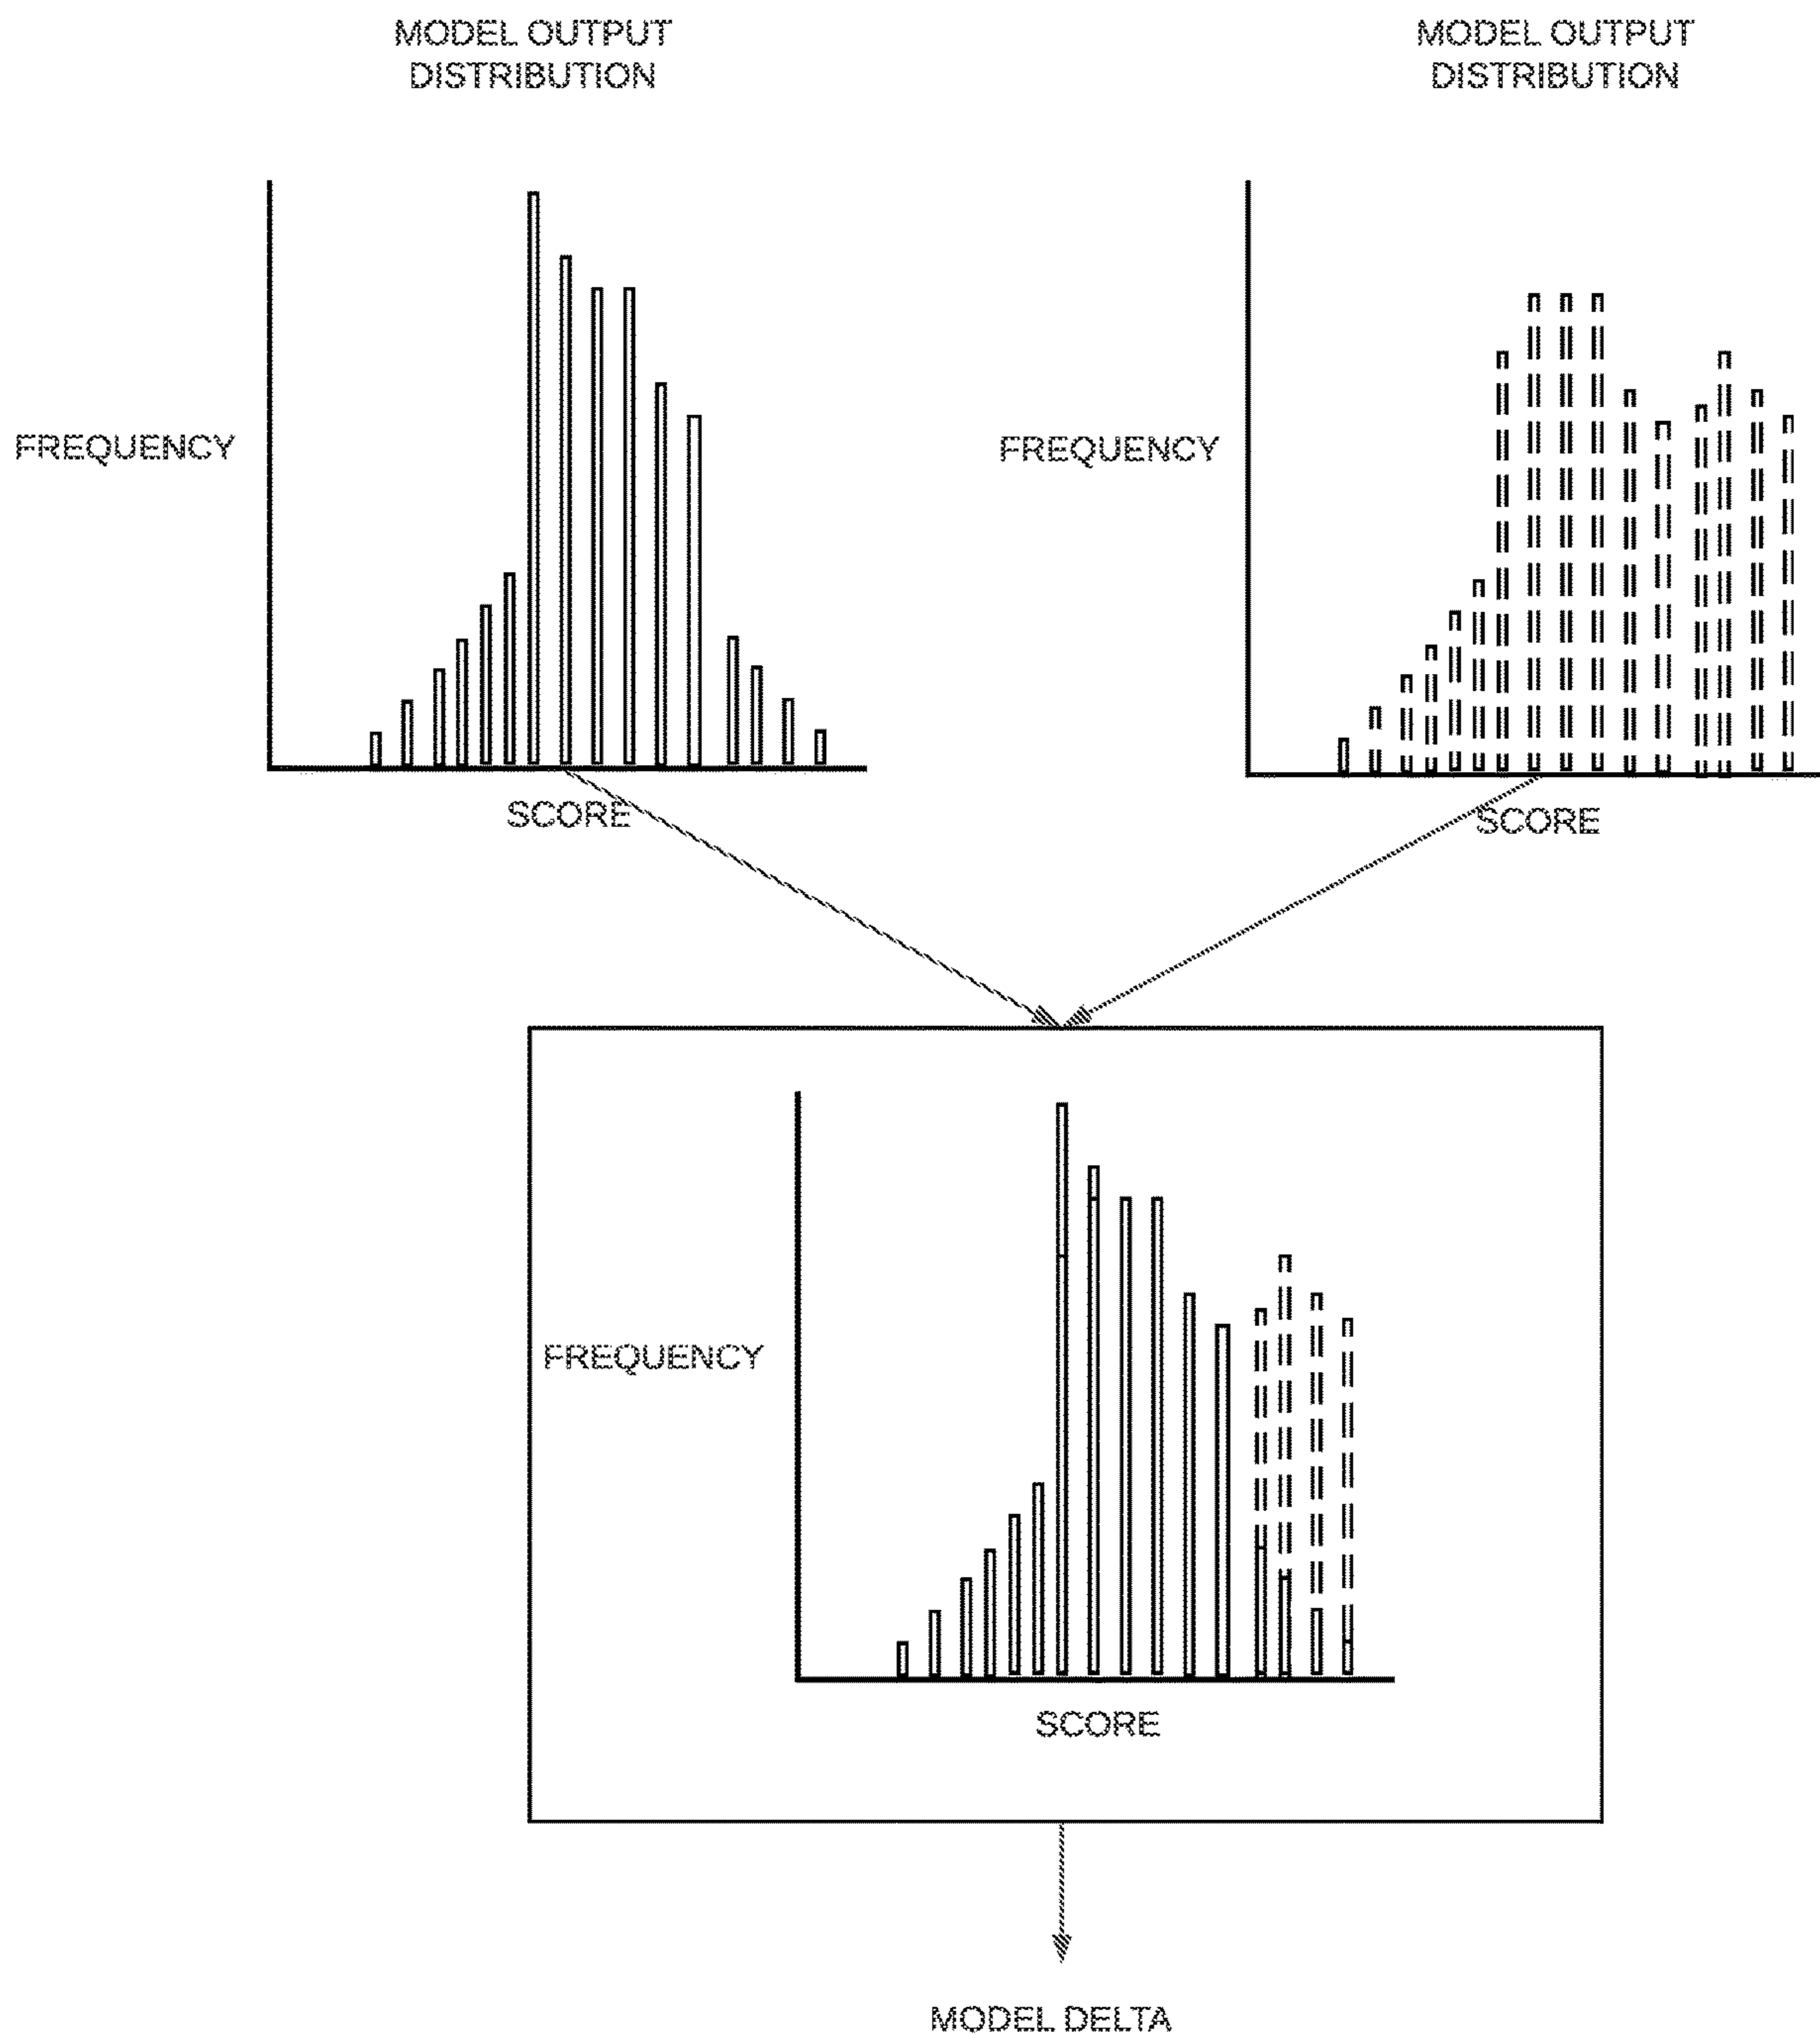 MODEL OUTPUT
DISTRIBUTION
MODEL OUTPUT
DISTRIBUTION
FREQUENCY
SCORE
FREQUENCY
SCORE
FREQUENCY
SCORE
MODEL DELTA